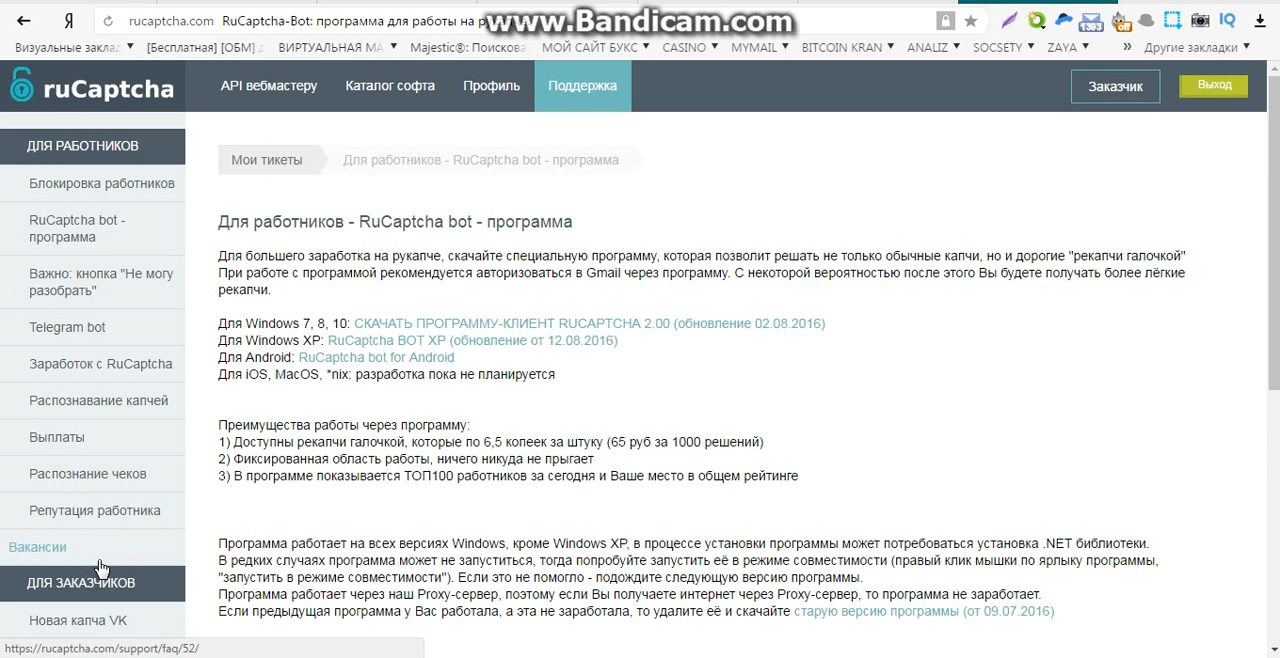 rucaptcha.com RuCaptcha-Bot: программа для работы на
www.Bandicam.com
1393
Off
IQ
Визуальные заклад
[Бесплатная] [ОБМ]
ВИРТУАЛЬНАЯ МА
Majestic®: Поискова
МОЙ САЙТ БУКС
CASINO
MYMAIL
BITCOIN KRAN
ANALIZ
SOCSETY
ZAYA
» Другие закладки
ruCaptcha
API вебмастеру
Каталог софта
Профиль
Поддержка
Заказчик
Выход
ДЛЯ РАБОТНИКОВ
Блокировка работников
RuCaptcha bot -
программа
Важно: кнопка "Не могу
разобрать"
Telegram bot
Заработок с RuCaptcha
Распознавание капчей
Выплаты
Распознание чеков
Репутация работника
Вакансии
ДЛЯ ЗАКАЗЧИКОВ
Новая капча VK
Мои тикеты
Для работников - RuCaptcha bot - программа
Для работников - RuCaptcha bot - программа
Для большего заработка на рукапче, скачайте специальную программу, которая позволит решать не только обычные капчи, но и дорогие "рекапчи галочкой"
При работе с программой рекомендуется авторизоваться в Gmail через программу. С некоторой вероятностью после этого Вы будете получать более лёгкие
рекапчи.
Для Windows 7, 8, 10: СКАЧАТЬ ПРОГРАММУ-КЛИЕНТ RUCAPTCHA 2.00 (обновление 02.08.2016)
Для Windows XP: RuCaptcha BOT XP (обновление от 12.08.2016)
Для Android: RuCaptcha bot for Android
Для iOS, MacOS, *nix: разработка пока не планируется
Преимущества работы через программу:
1) Доступны рекапчи галочкой, которые по 6,5 копеек за штуку (65 руб за 1000 решений)
2) Фиксированная область работы, ничего никуда не прыгает
3) В программе показывается ТОП100 работников за сегодня и Ваше место в общем рейтинге
Программа работает на всех версиях Windows, кроме Windows XP, в процессе установки программы может потребоваться установка .NET библиотеки.
В редких случаях программа может не запуститься, тогда попробуйте запустить её в режиме совместимости (правый клик мышки по ярлыку программы,
"запустить в режиме совместимости"). Если это не помогло - подождите следующую версию программы.
Программа работает через наш Proxy-сервер, поэтому если Вы получаете интернет через Proxy-сервер, то программа не заработает.
Если предыдущая программа у Вас работала, а эта не заработала, то удалите её и скачайте старую версию программы (от 09.07.2016)
https://rucaptcha.com/support/faq/52/